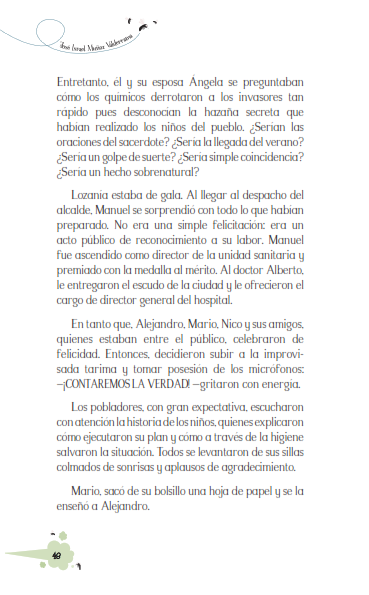 José Israel Muñoz Valderrama
Entretanto, él y su esposa Ángela se preguntaban
cómo los químicos derrotaron a los invasores tan
rápido pues desconocían la hazaña secreta que
habían realizado los niños del pueblo. ¿Serían las
oraciones del sacerdote? ¿Sería la llegada del verano?
¿Sería un golpe de suerte? ¿Sería simple coincidencia?
¿Sería un hecho sobrenatural?
Lozanía estaba de gala. Al llegar al despacho del
alcalde, Manuel se sorprendió con todo lo que habían
preparado. No era una simple felicitación: era un
acto público de reconocimiento a su labor. Manuel
fue ascendido como director de la unidad sanitaria y
premiado con la medalla al mérito. Al doctor Alberto,
le entregaron el escudo de la ciudad y le ofrecieron el
cargo de director general del hospital.
En tanto que, Alejandro, Mario, Nico y sus amigos,
quienes estaban entre el público, celebraron de
felicidad. Entonces, decidieron subir a la improvi-
sada tarima y tomar posesión de los micrófonos:
–¡CONTAREMOS LA VERDAD! –gritaron con energía.
Los pobladores, con gran expectativa, escucharon
con atención la historia de los niños, quienes explicaron
cómo ejecutaron su plan y cómo a través de la higiene
salvaron la situación. Todos se levantaron de sus sillas
colmados de sonrisas y aplausos de agradecimiento.
Mario, sacó de su bolsillo una hoja de papel y se la
enseñó a Alejandro.